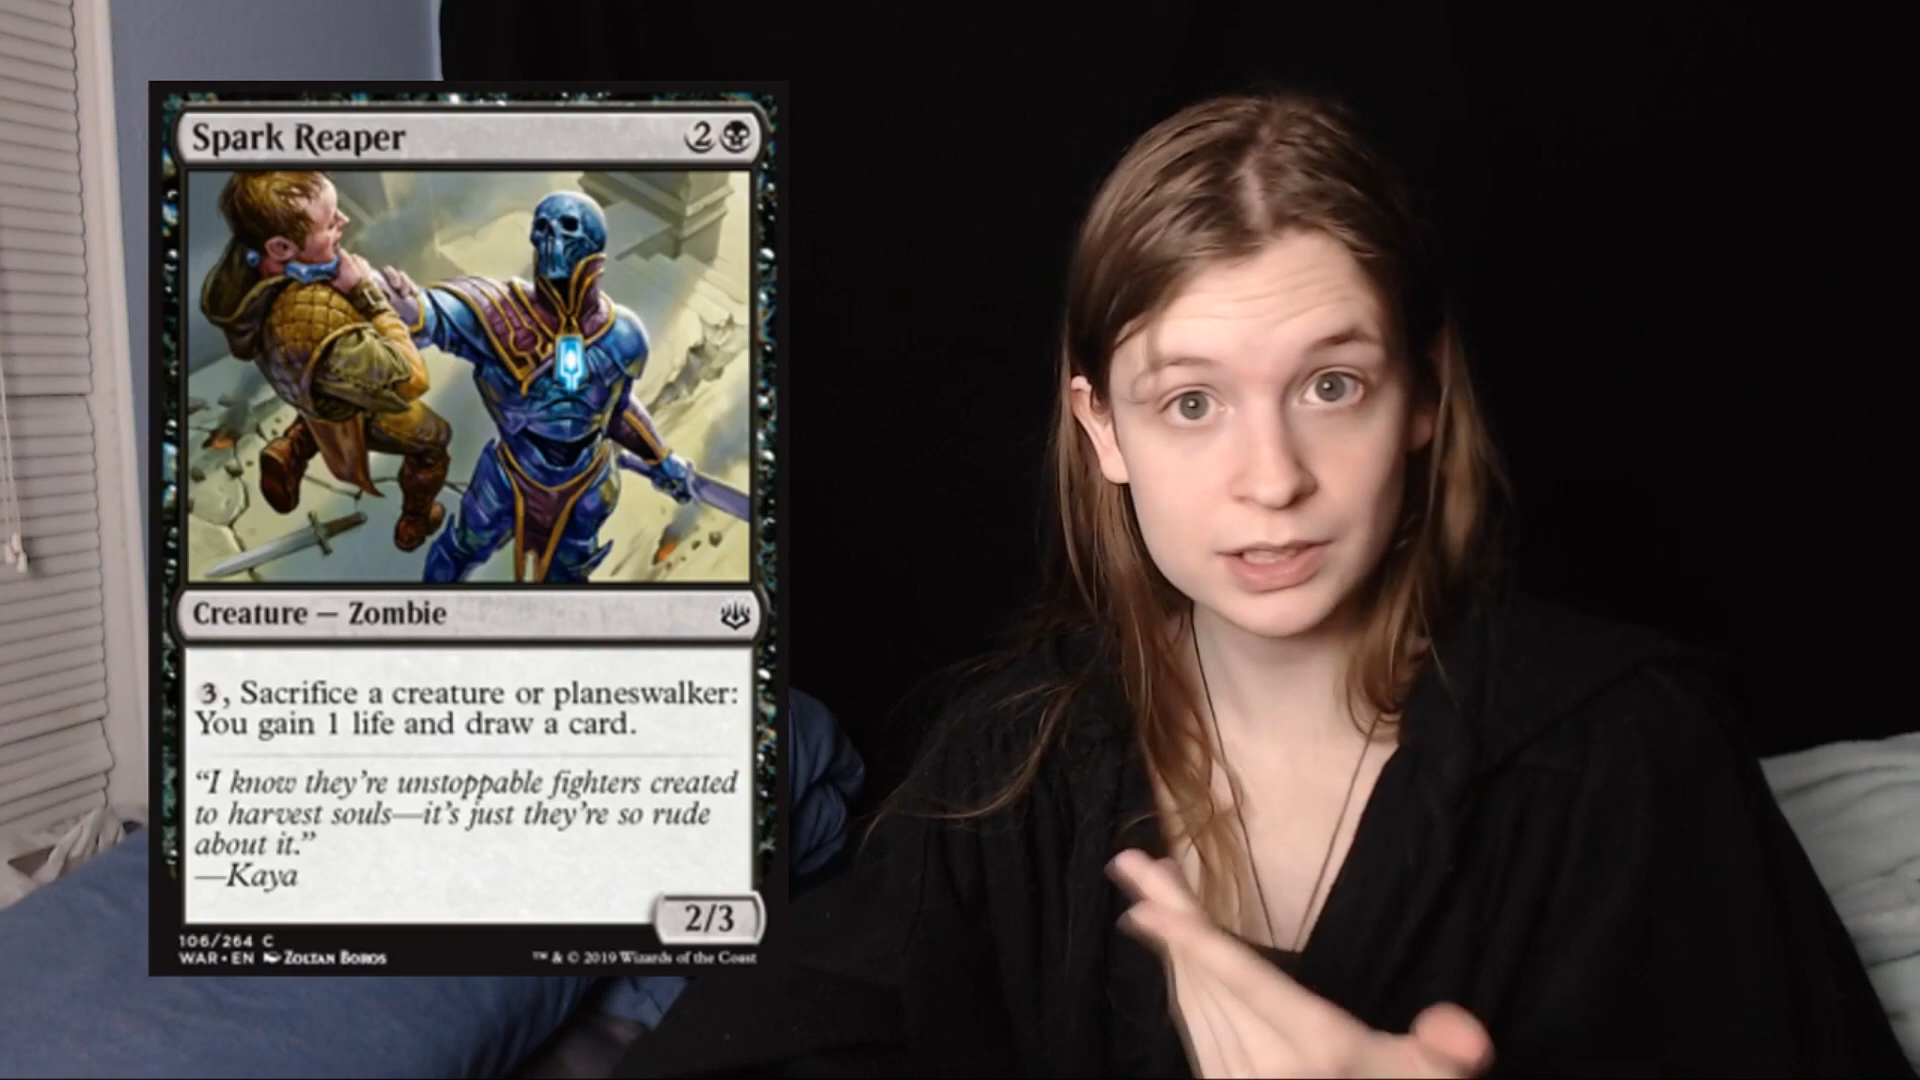 Spark Reaper 2
Creature — Zombie
3, Sacrifice a creature or planeswalker:
You gain 1 life and draw a card.
“I know they’re unstoppable fighters created
to harvest souls—it’s just they’re so rude
about it.”
—Kaya
2/3
106/264 C
WAR • EN Zoltan Boros
™ & © 2019 Wizards of the Coast